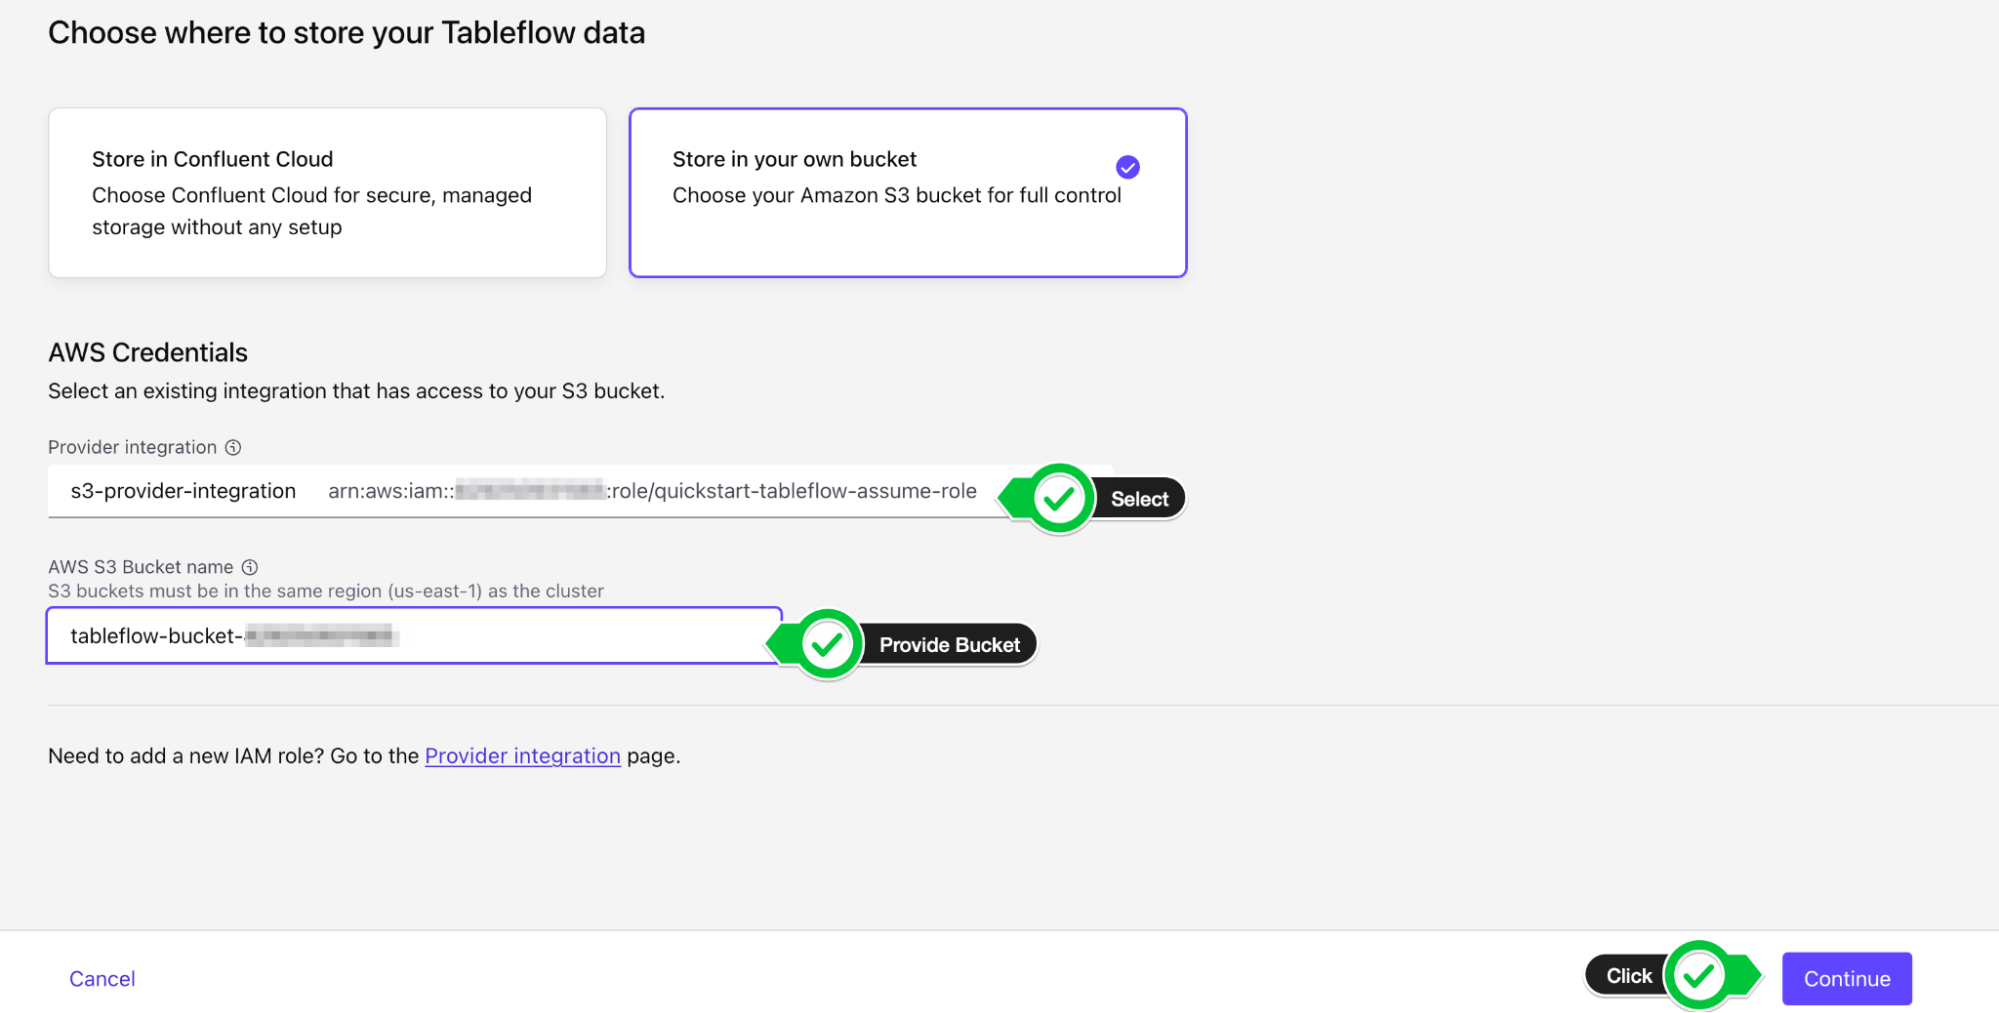 Choose where to store your Tableflow data
Store in Confluent Cloud
Choose Confluent Cloud for secure, managed
storage without any setup
Store in your own bucket
Choose your Amazon S3 bucket for full control
AWS Credentials
Select an existing integration that has access to your S3 bucket.
Provider integration
s3-provider-integration arn:aws:iam:: :role/quickstart-tableflow-assume-role
Select
AWS S3 Bucket name
S3 buckets must be in the same region (us-east-1) as the cluster
tableflow-bucket-
Provide Bucket
Need to add a new IAM role? Go to the Provider integration page.
Cancel
Click
Continue